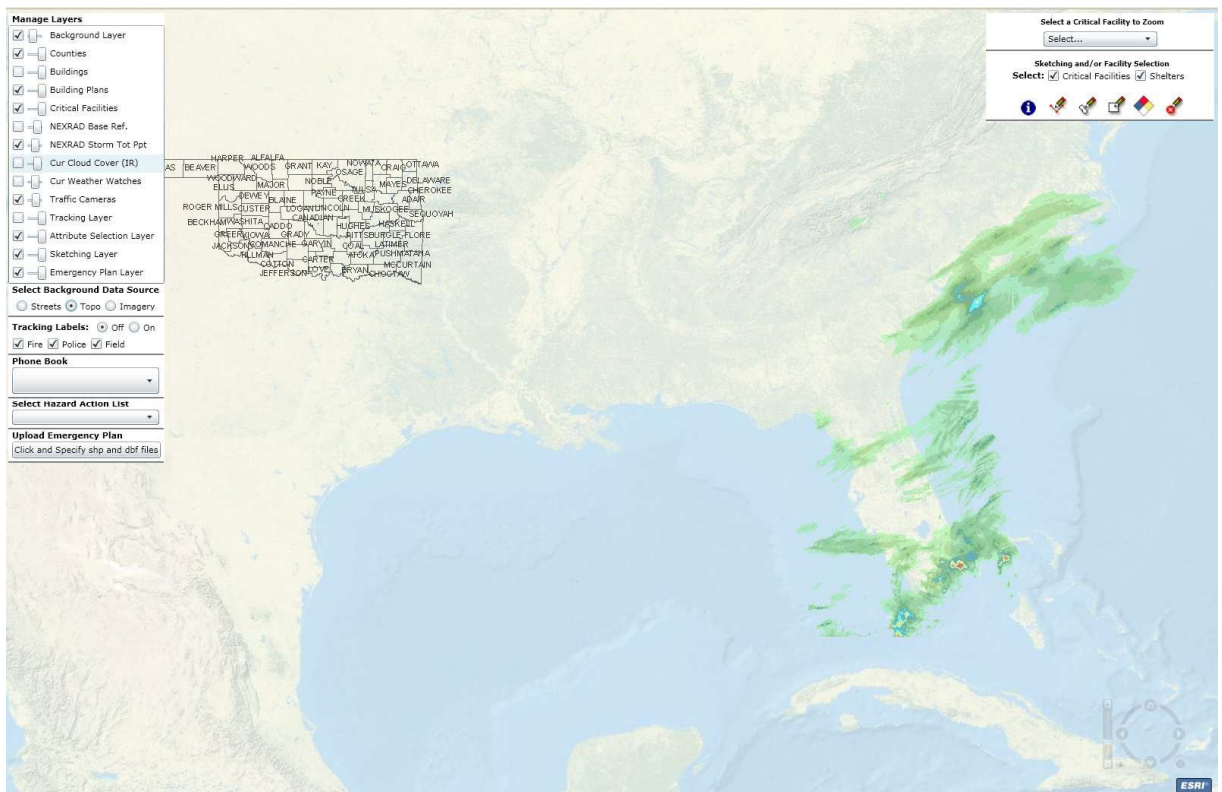 Manage Layers
Background Layer
Counties
Buildings
Building Plans
Critical Facilities
NEXRAD Base Ref.
NEXRAD Storm Tot Ppt
Cur Cloud Cover (IR)
Cur Weather Watches
Traffic Cameras
Tracking Layer
Attribute Selection Layer
Sketching Layer
Emergency Plan Layer
Select Background Data Source
Streets Topo Imagery
Tracking Labels: Off On
Fire Police Field
Phone Book
Select Hazard Action List
Upload Emergency Plan
Click and Specify shp and dbf files
Select a Critical Facility to Zoom
Select...
Sketching and/or Facility Selection
Select: Critical Facilities Shelters
HARPER ALFALFA
AS BEAVER WOODS GRANT KAY NOWATA CRAIG OTTAWA
OSAGE
WOODWARD NOBLE DELAWARE
ELLIS MAJOR PAYNE TULSA MAYES CHEROKEE
DEWEY BLAINE CREEK ADAIR
ROGER MILLS CUSTER LOGAN LINCOLN MUSKOGEE SEQUOYAH
CANADIAN
BECKHAM WASHITA CADDO HUGHES HASKELL
GREER KIOWA GRADY PITTSBURG LE FLORE
JACKSON COMANCHE GARVIN COAL LATIMER
TILLMAN CARTER ATOKA PUSHMATAHA
COTTON MCCURTAIN
JEFFERSON LOVE BRYAN CHOCTAW
ESRI